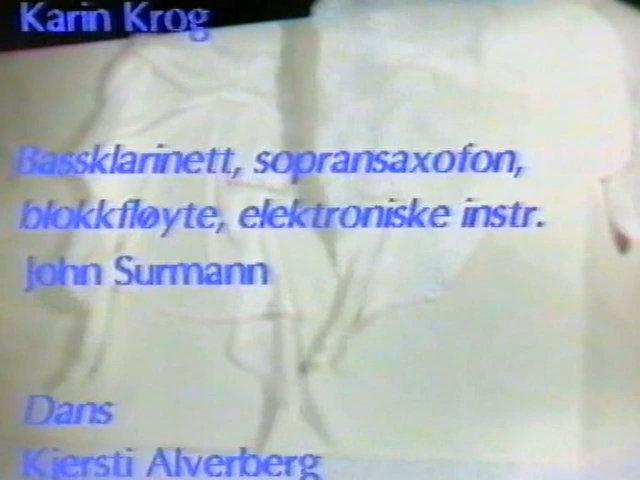 Karin Krog
Bassklarinett, sopransaxofon,
blokkfløyte, elektroniske instr.
John Surmann
Dans
Kjersti Alverberg